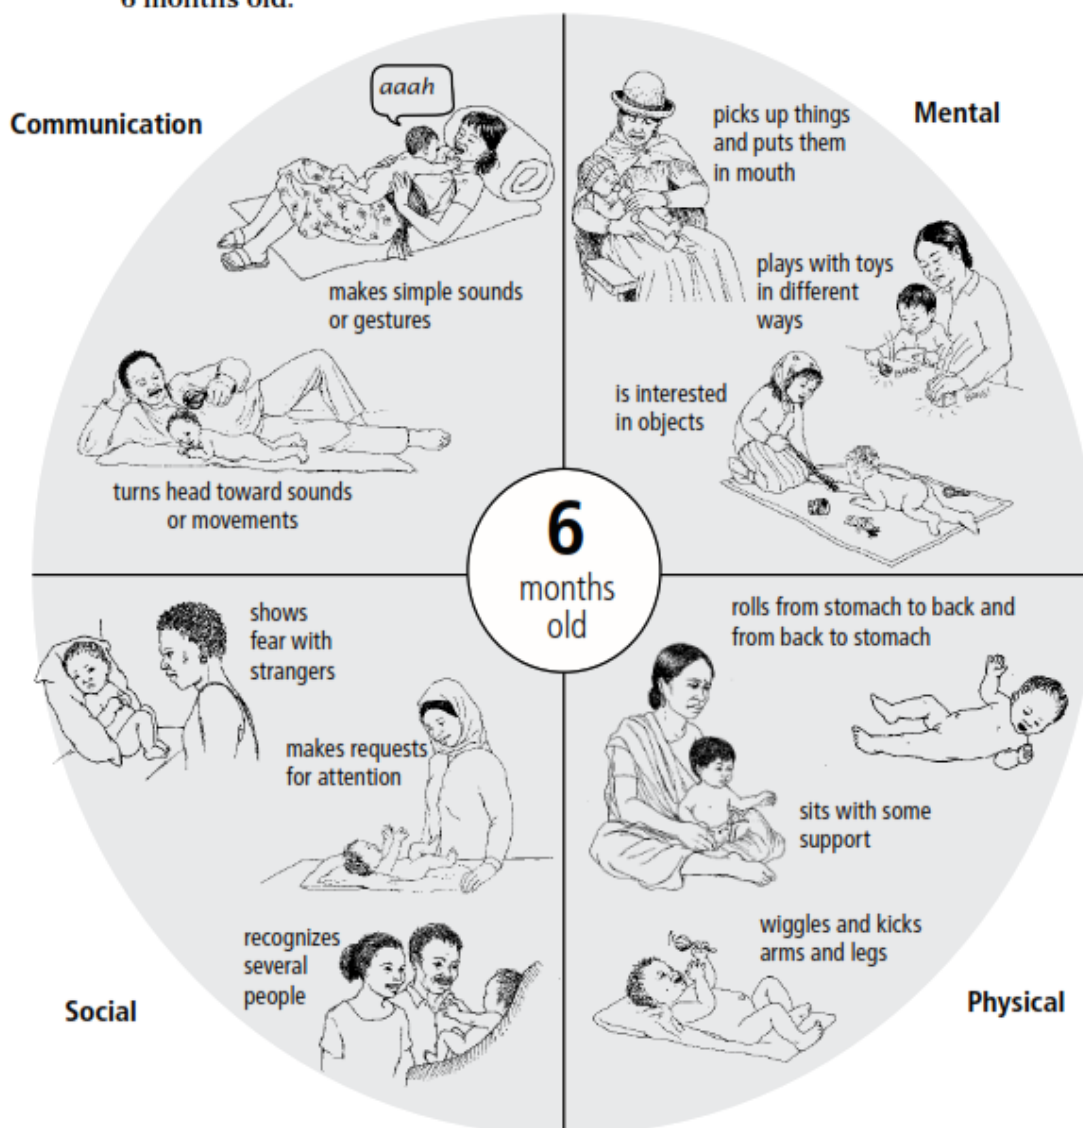 6 months old.
Communication
aaah
makes simple sounds
or gestures
turns head toward sounds
or movements
Mental
picks up things
and puts them
in mouth
plays with toys
in different
ways
is interested
in objects
6
months
old
shows
fear with
strangers
makes requests
for attention
recognizes
several
people
Social
rolls from stomach to back and
from back to stomach
sits with some
support
wiggles and kicks
arms and legs
Physical